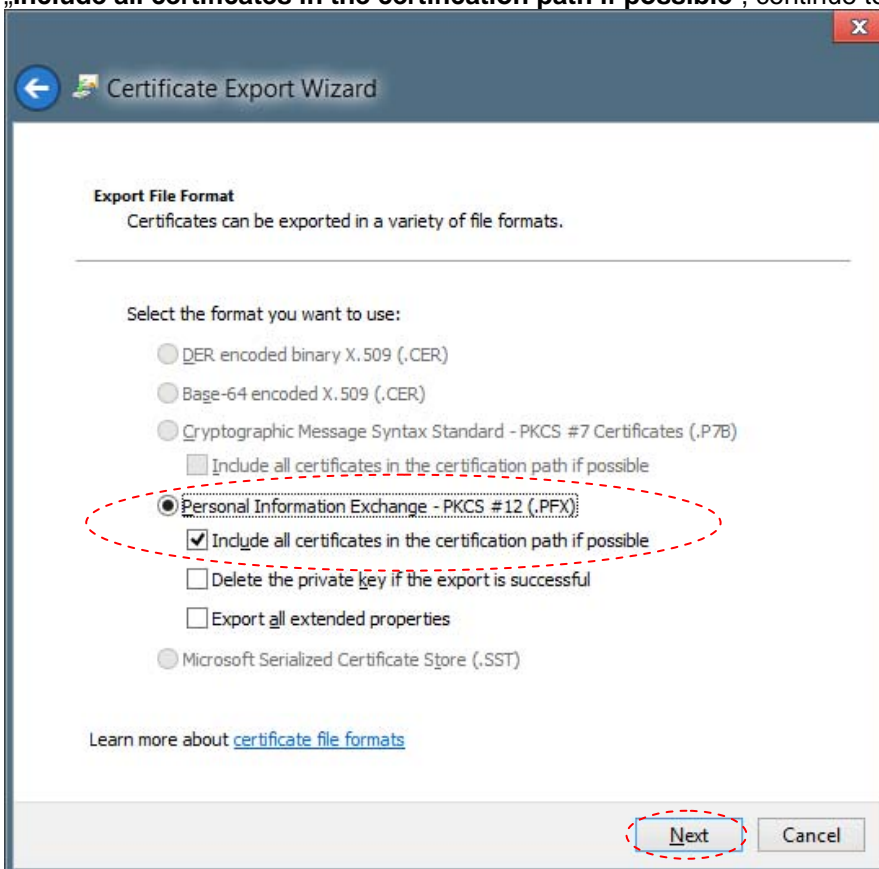 „Include all certificates in the certification path if possible“, continue to
Certificate Export Wizard
Export File Format
Certificates can be exported in a variety of file formats.
Select the format you want to use:
DER encoded binary X.509 (.CER)
Base-64 encoded X.509 (.CER)
Cryptographic Message Syntax Standard - PKCS #7 Certificates (.P7B)
Include all certificates in the certification path if possible
Personal Information Exchange - PKCS #12 (.PFX)
Include all certificates in the certification path if possible
Delete the private key if the export is successful
Export all extended properties
Microsoft Serialized Certificate Store (.SST)
Learn more about certificate file formats
Next Cancel